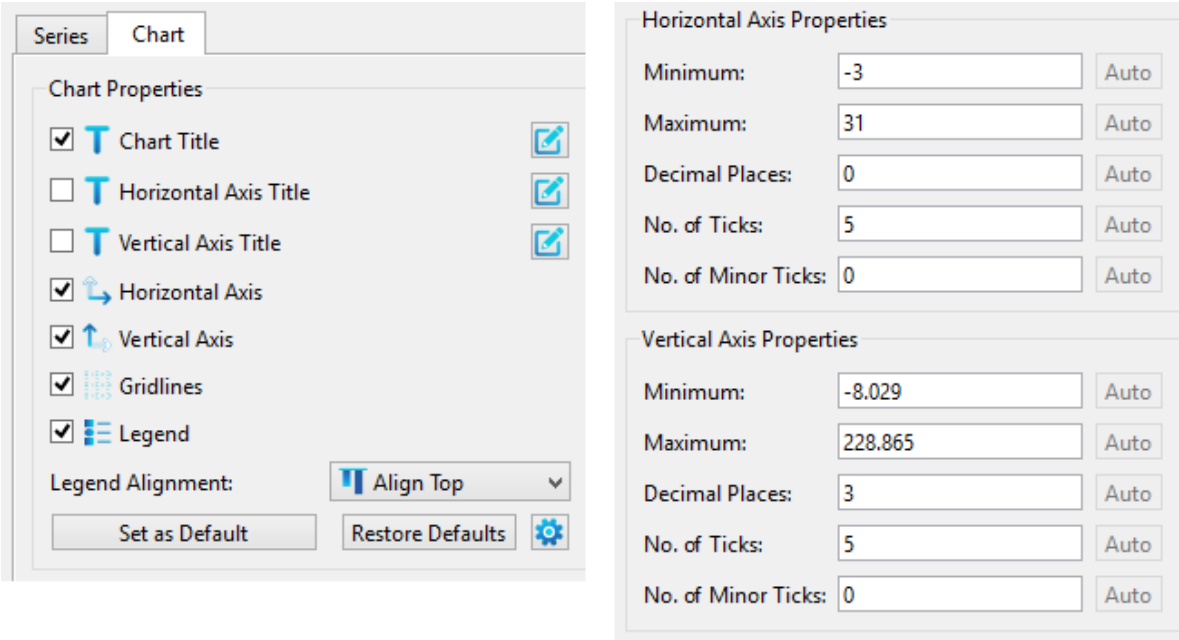 Series Chart
Chart Properties
Chart Title
Horizontal Axis Title
Vertical Axis Title
Horizontal Axis
Vertical Axis
Gridlines
Legend
Legend Alignment: Align Top
Set as Default Restore Defaults
Horizontal Axis Properties
Minimum: -3 Auto
Maximum: 31 Auto
Decimal Places: 0 Auto
No. of Ticks: 5 Auto
No. of Minor Ticks: 0 Auto
Vertical Axis Properties
Minimum: -8.029 Auto
Maximum: 228.865 Auto
Decimal Places: 3 Auto
No. of Ticks: 5 Auto
No. of Minor Ticks: 0 Auto